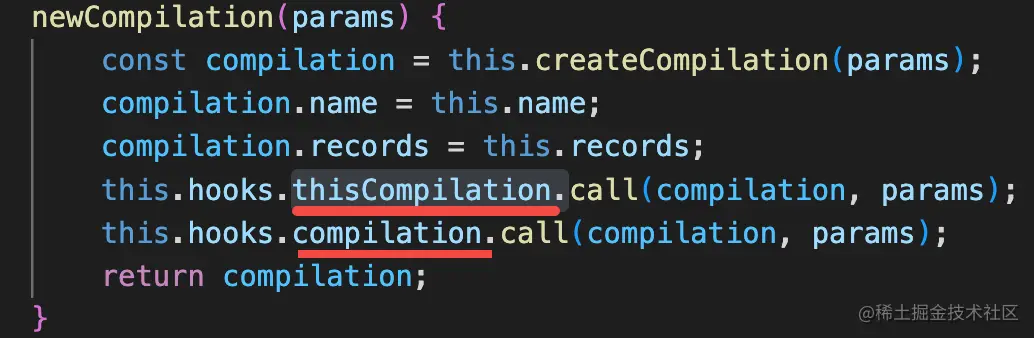 newCompilation(params) {
    const compilation = this.createCompilation(params);
    compilation.name = this.name;
    compilation.records = this.records;
    this.hooks.thisCompilation.call(compilation, params);
    this.hooks.compilation.call(compilation, params);
    return compilation;
}
@稀土掘金技术社区